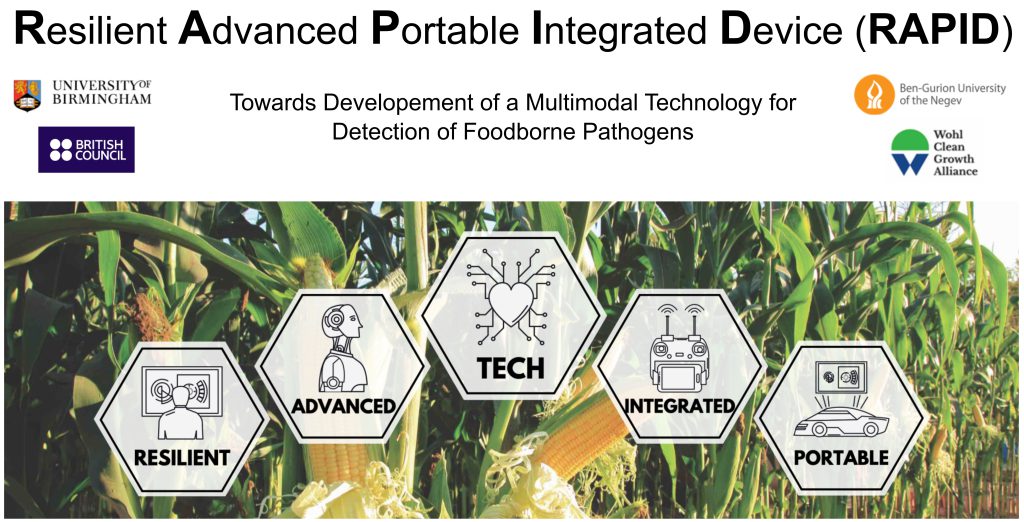 Resilient Advanced Portable Integrated Device (RAPID)
UNIVERSITY OF
BIRMINGHAM
BRITISH
COUNCIL
Towards Developement of a Multimodal Technology for
Detection of Foodborne Pathogens
Ben-Gurion University
of the Negev
Wohl
Clean
Growth
Alliance
RESILIENT
ADVANCED
TECH
INTEGRATED
PORTABLE